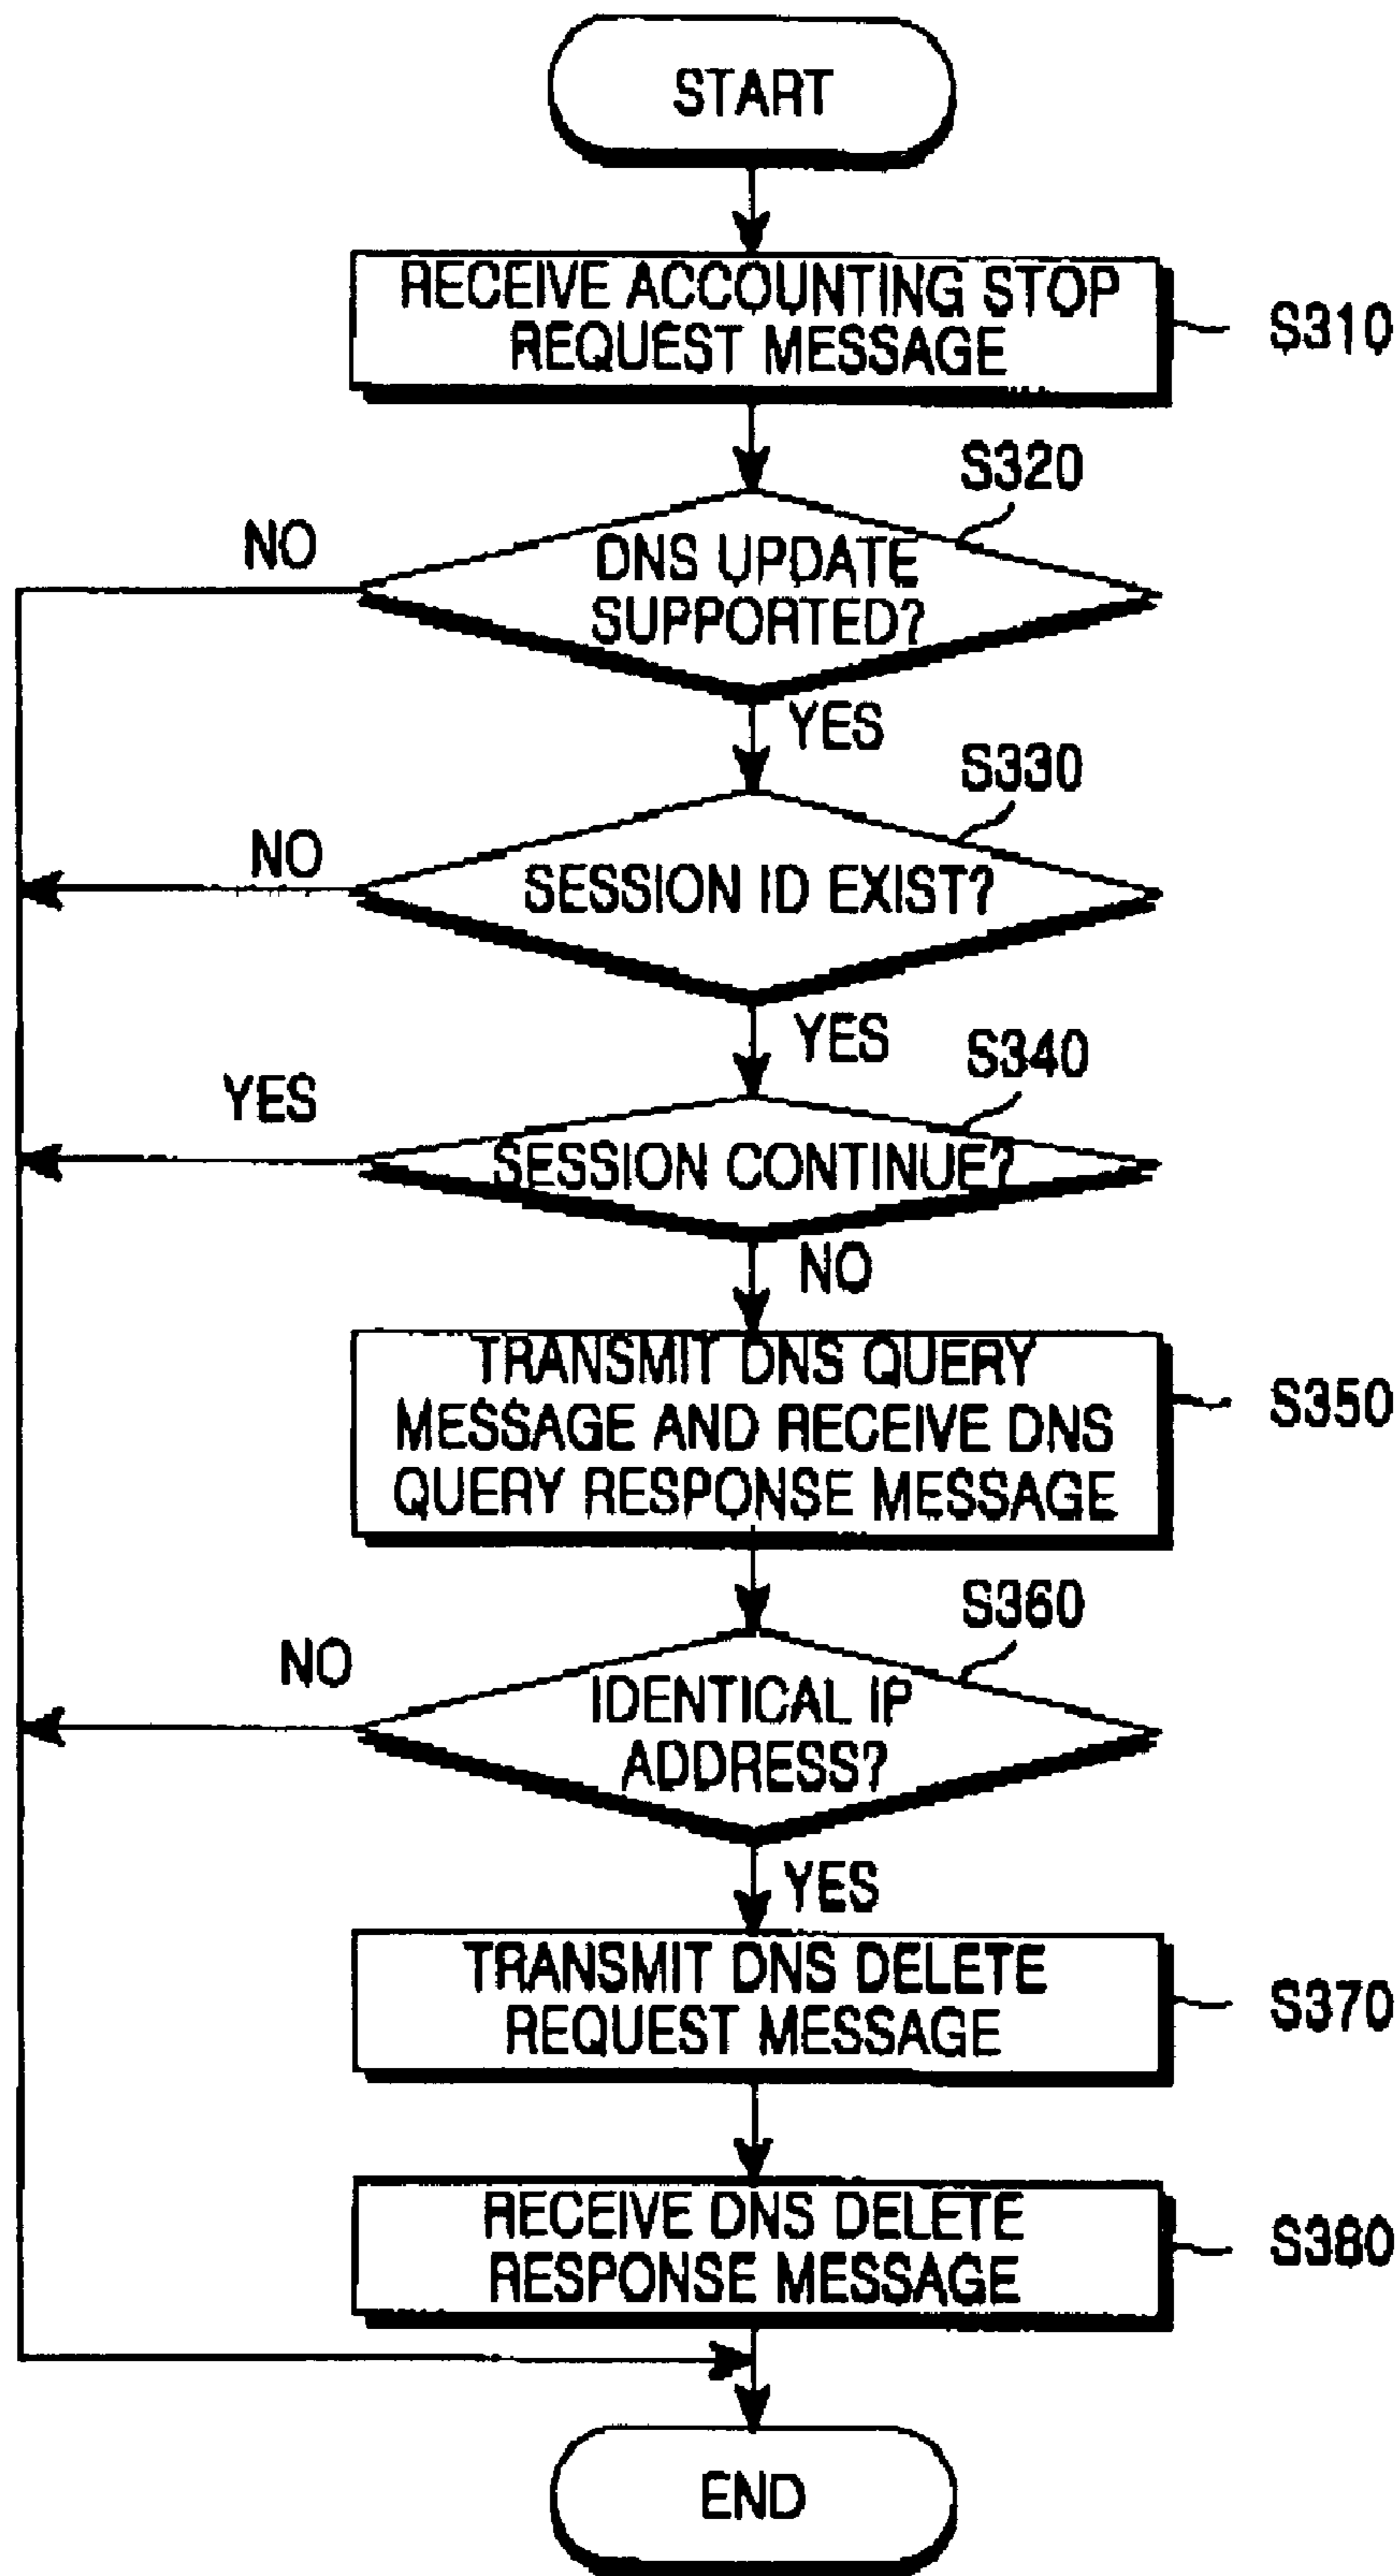 START
RECEIVE ACCOUNTING STOP
REQUEST MESSAGE
S310
S320
NO
DNS UPDATE
SUPPORTED?
YES
S330
NO
SESSION ID EXIST?
YES
S340
YES
SESSION CONTINUE?
NO
TRANSMIT DNS QUERY
MESSAGE AND RECEIVE DNS
QUERY RESPONSE MESSAGE
S350
S360
NO
IDENTICAL IP
ADDRESS?
YES
TRANSMIT DNS DELETE
REQUEST MESSAGE
S370
RECEIVE DNS DELETE
RESPONSE MESSAGE
S380
END